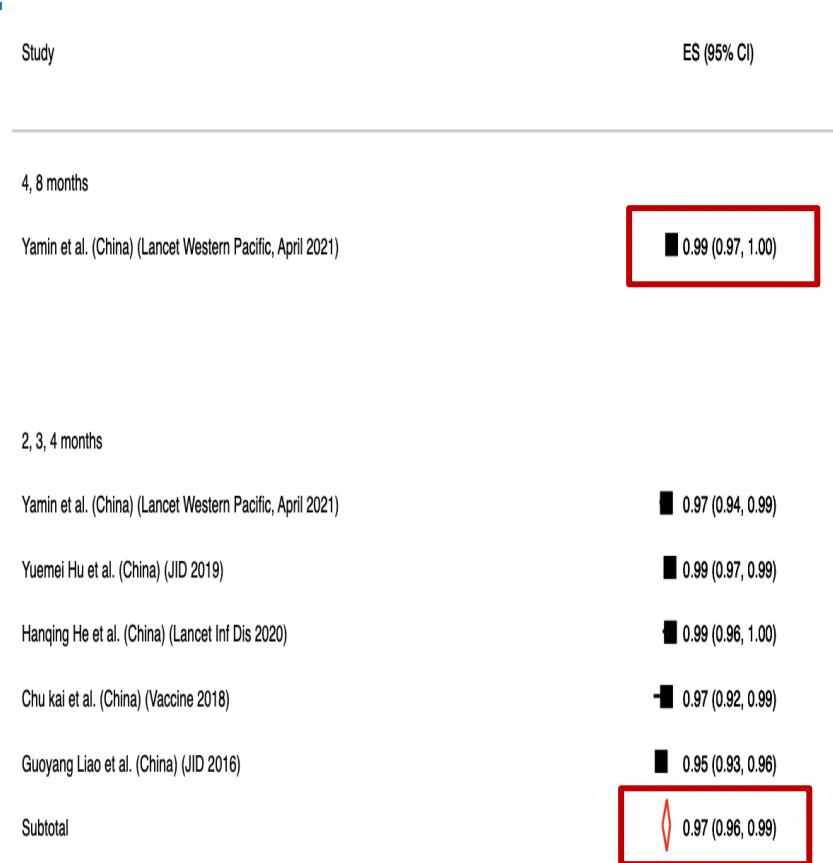 Study ES (95% CI)
4, 8 months
Yamin et al. (China) (Lancet Western Pacific, April 2021) 0.99 (0.97, 1.00)
2, 3, 4 months
Yamin et al. (China) (Lancet Western Pacific, April 2021) 0.97 (0.94, 0.99)
Yuemei Hu et al. (China) (JID 2019) 0.99 (0.97, 0.99)
Hanqing He et al. (China) (Lancet Inf Dis 2020) 0.99 (0.96, 1.00)
Chu kai et al. (China) (Vaccine 2018) 0.97 (0.92, 0.99)
Guoyang Liao et al. (China) (JID 2016) 0.95 (0.93, 0.96)
Subtotal 0.97 (0.96, 0.99)